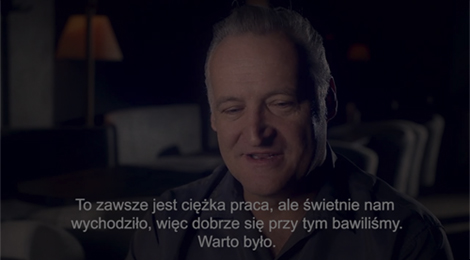 To zawsze jest ciężka praca, ale świetnie nam
wychodziło, więc dobrze się przy tym bawiliśmy.
Warto było.